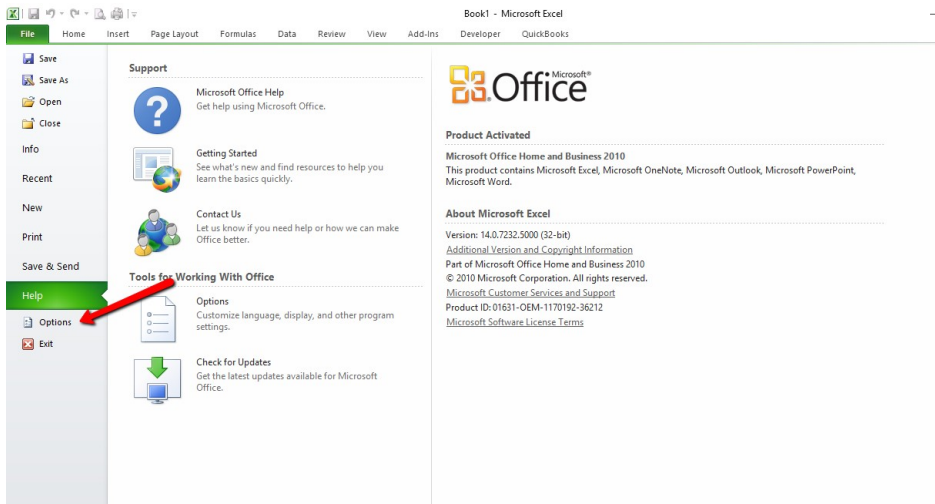 Book1 - Microsoft Excel
File Home Insert Page Layout Formulas Data Review View Add-Ins Developer QuickBooks
Save
Save As
Open
Close
Info
Recent
New
Print
Save & Send
Help
Options
Exit
Support
Microsoft Office Help
Get help using Microsoft Office.
Getting Started
See what's new and find resources to help you
learn the basics quickly.
Contact Us
Let us know if you need help or how we can make
Office better.
Tools for Working With Office
Options
Customize language, display, and other program
settings.
Check for Updates
Get the latest updates available for Microsoft
Office.
Microsoft®
Office
Product Activated
Microsoft Office Home and Business 2010
This product contains Microsoft Excel, Microsoft OneNote, Microsoft Outlook, Microsoft PowerPoint,
Microsoft Word.
About Microsoft Excel
Version: 14.0.7232.5000 (32-bit)
Additional Version and Copyright Information
Part of Microsoft Office Home and Business 2010
© 2010 Microsoft Corporation. All rights reserved.
Microsoft Customer Services and Support
Product ID: 01631-OEM-1170192-36212
Microsoft Software License Terms